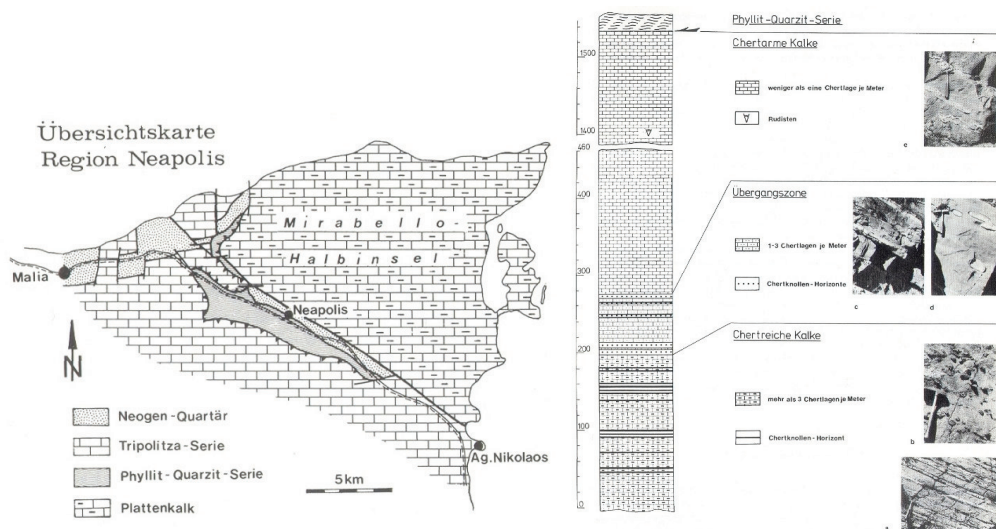 Übersichtskarte
Region Neapolis
Mirabello-
Halbinsel
Malia
Neapolis
Ag.Nikolaos
N
Neogen-Quartär
Tripolitza-Serie
Phyllit-Quarzit-Serie
Plattenkalk
5km
1500
1400
460
400
300
200
100
0
Phyllit-Quarzit-Serie
Chertarme Kalke
weniger als eine Chertlage je Meter
Rudisten
e
Übergangszone
1-3 Chertlagen je Meter
Chertknollen-Horizonte
c
d
Chertreiche Kalke
mehr als 3 Chertlagen je Meter
Chertknollen-Horizont
b